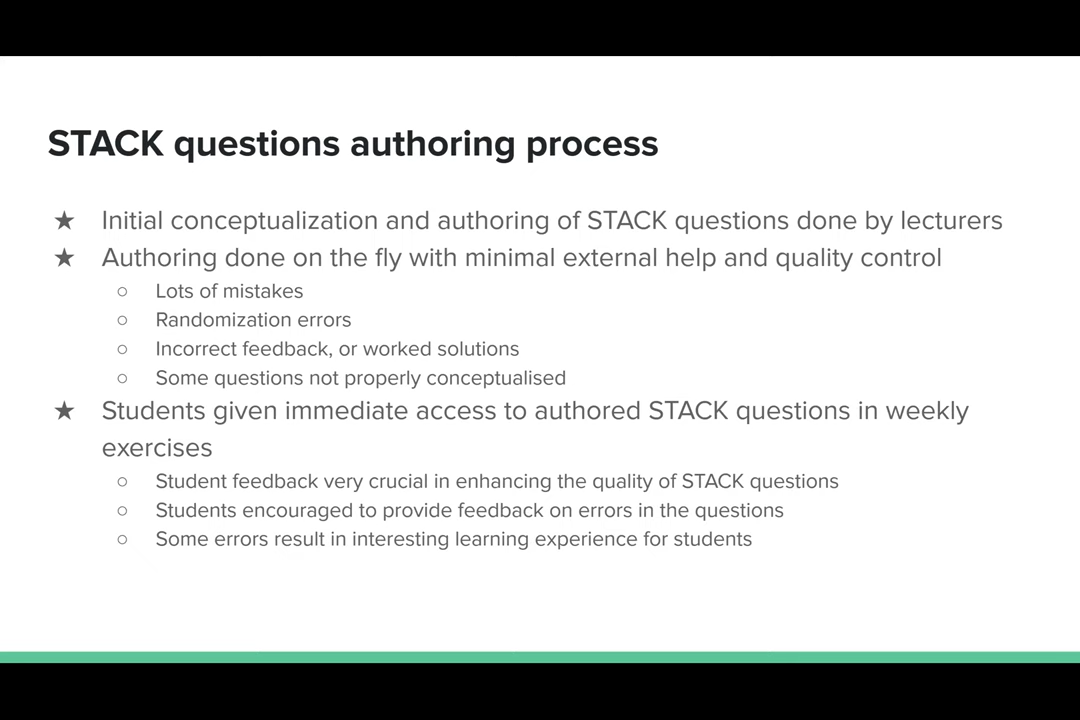 STACK questions authoring process
★ Initial conceptualization and authoring of STACK questions done by lecturers
★ Authoring done on the fly with minimal external help and quality control
○ Lots of mistakes
○ Randomization errors
○ Incorrect feedback, or worked solutions
○ Some questions not properly conceptualised
★ Students given immediate access to authored STACK questions in weekly
exercises
○ Student feedback very crucial in enhancing the quality of STACK questions
○ Students encouraged to provide feedback on errors in the questions
○ Some errors result in interesting learning experience for students